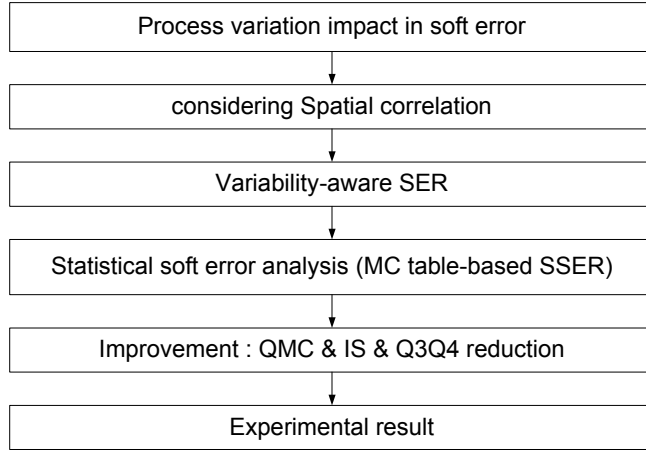 Process variation impact in soft error
considering Spatial correlation
Variability-aware SER
Statistical soft error analysis (MC table-based SSER)
Improvement : QMC & IS & Q3Q4 reduction
Experimental result